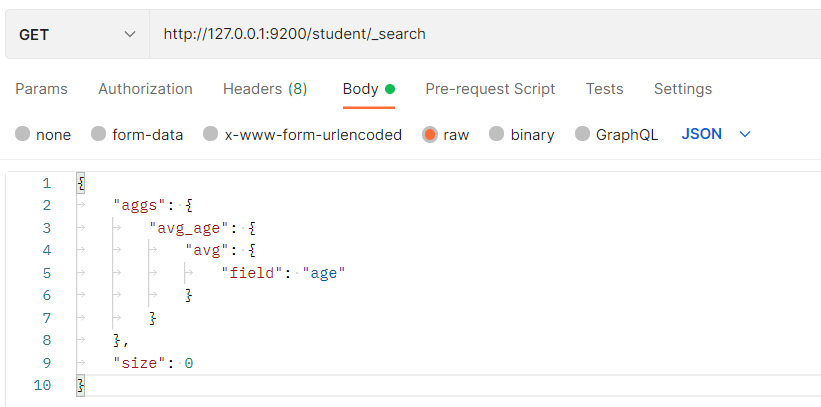 GET http://127.0.0.1:9200/student/_search
Params Authorization Headers (8) Body Pre-request Script Tests Settings
none form-data x-www-form-urlencoded raw binary GraphQL JSON
1 {
2 "aggs": {
3 "avg_age": {
4 "avg": {
5 "field": "age"
6 }
7 }
8 },
9 "size": 0
10 }